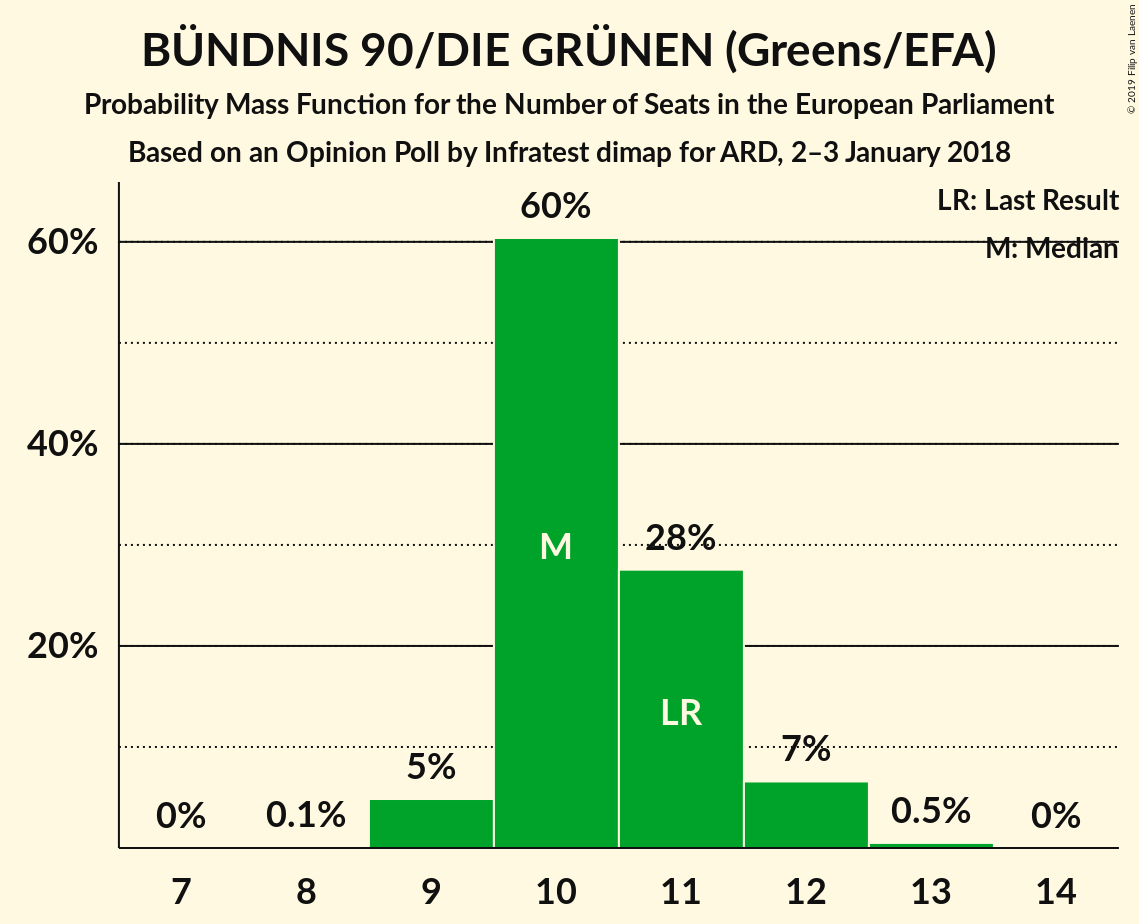 BÜNDNIS 90/DIE GRÜNEN (Greens/EFA)
Probability Mass Function for the Number of Seats in the European Parliament
Based on an Opinion Poll by Infratest dimap for ARD, 2–3 January 2018
© 2019 Filip van Laenen
LR: Last Result
M: Median
60%
40%
20%
0%
0.1%
5%
60%
28%
7%
0.5%
0%
M
LR
7
8
9
10
11
12
13
14